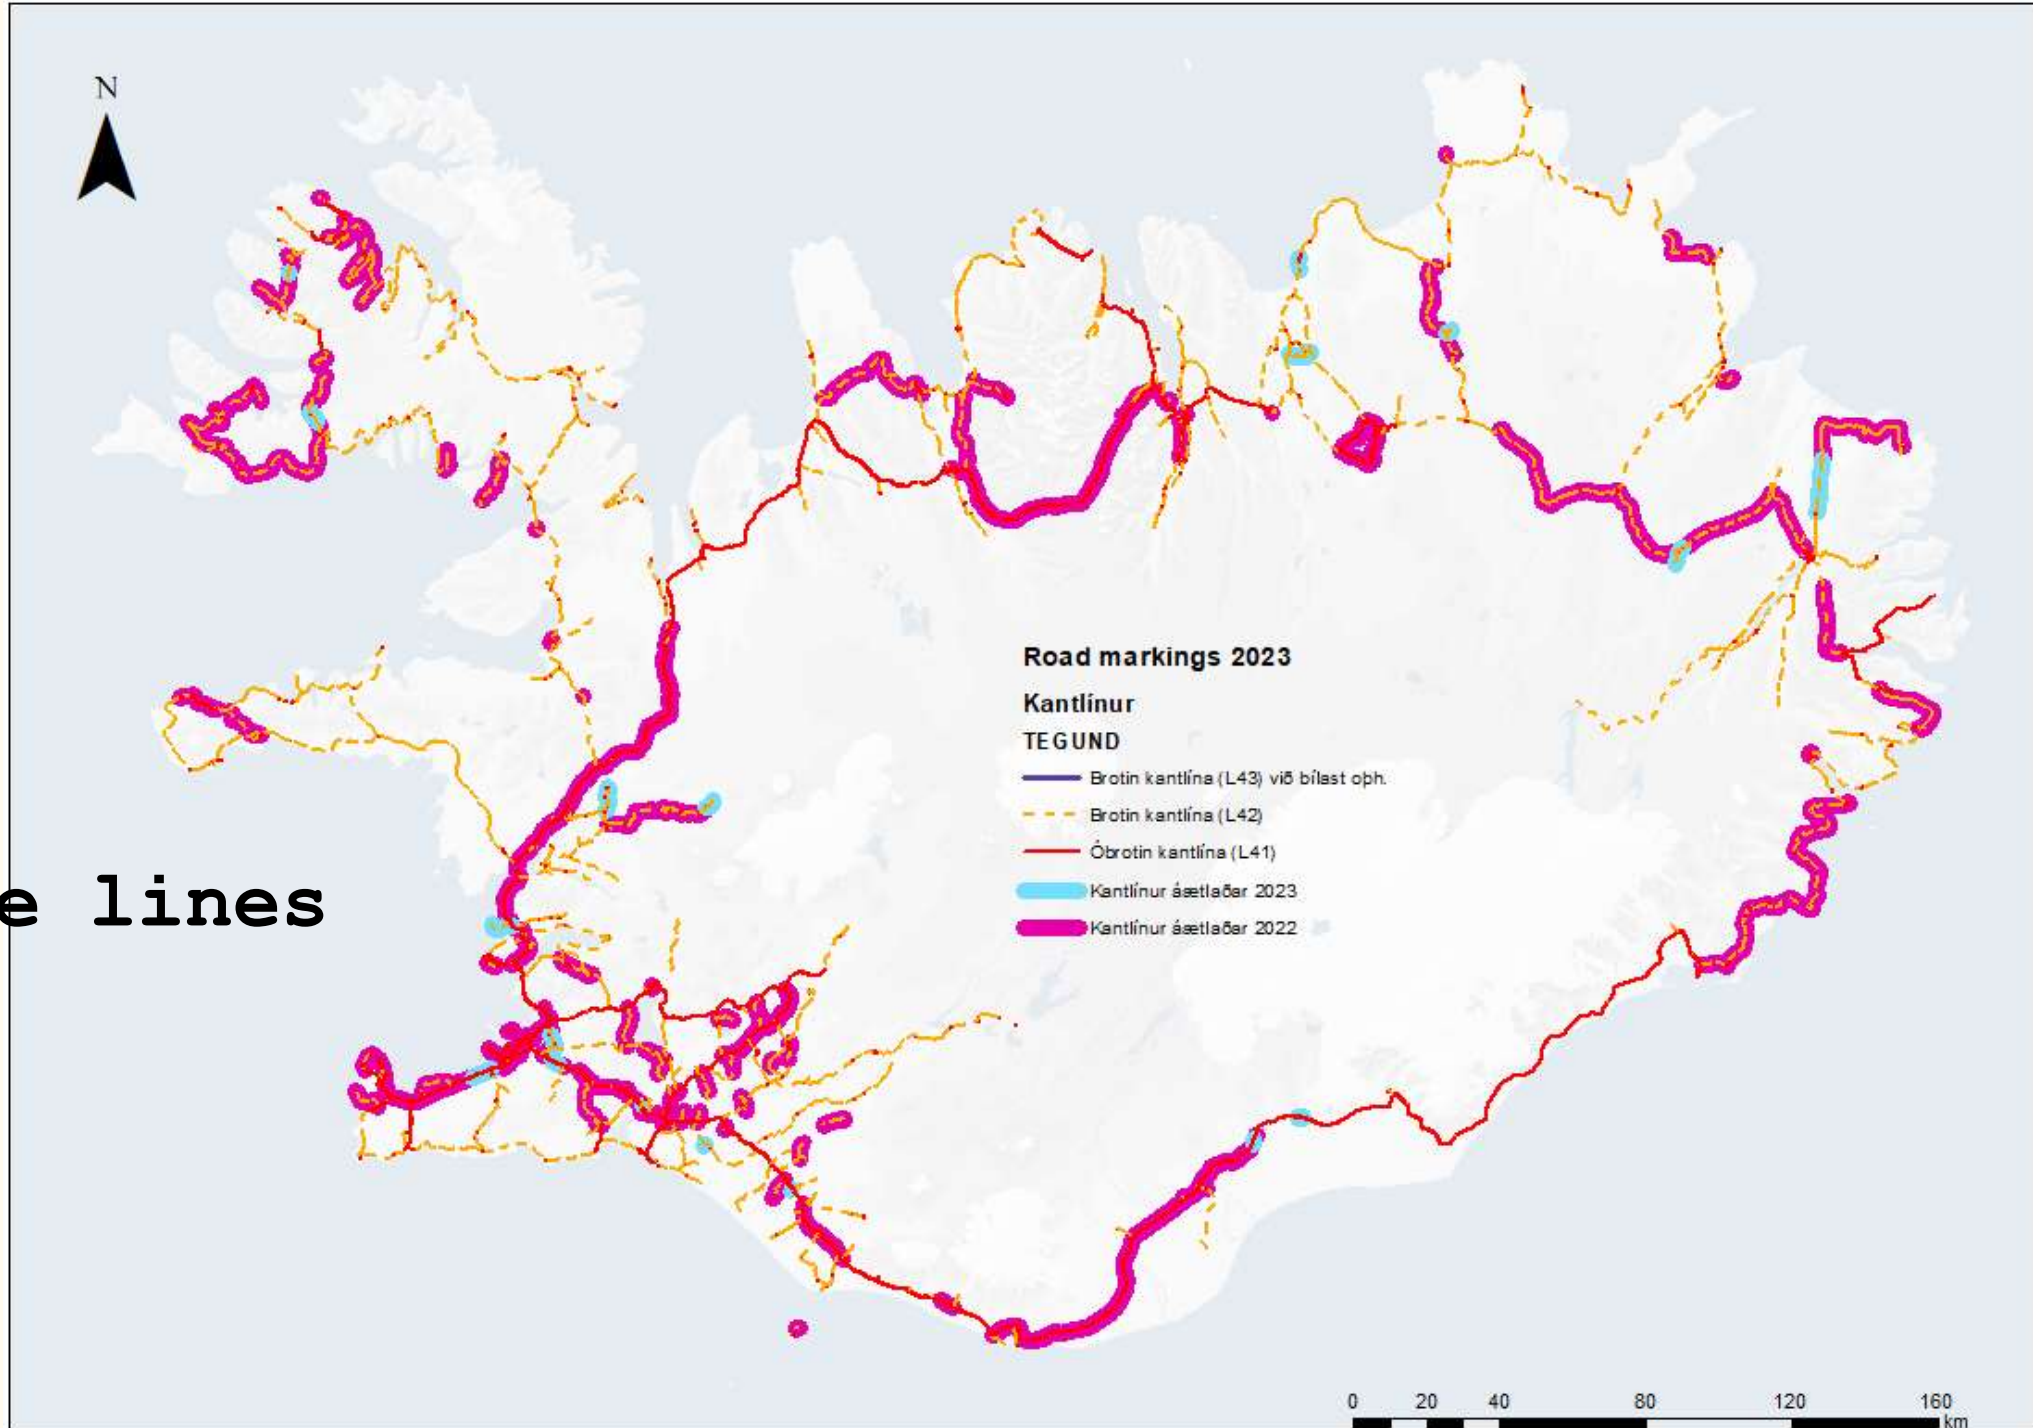 N
Road markings 2023
Kantlínur
TEGUND
Brotin kantlína (L43) við bílast oþh.
Brotin kantlína (L42)
Óbrotin kantlína (L41)
Kantlínur áætlaðar 2023
Kantlínur áætlaðar 2022
e lines
0 20 40 80 120 160
km